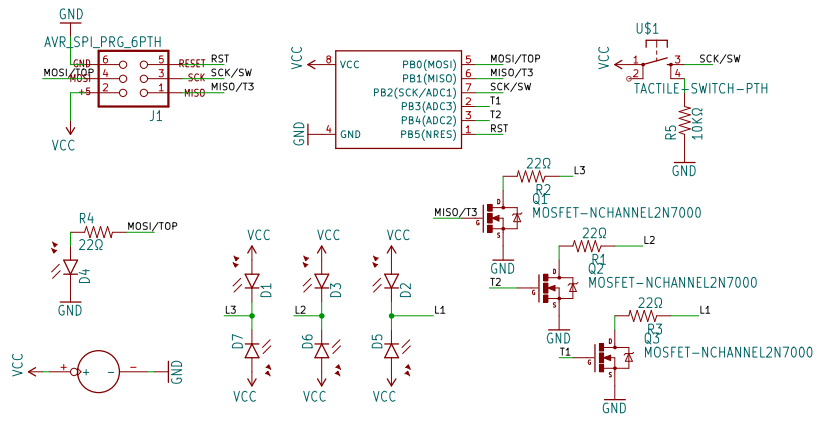 GND
AVR_SPI_PRG_6PTH
GND 6 5 RESET RST
MOSI/TOP MOSI 4 3 SCK SCK/SW
+5 2 1 MISO MISO/T3
J1
VCC
VCC 8 VCC PB0(MOSI) 5 MOSI/TOP
PB1(MISO) 6 MISO/T3
PB2(SCK/ADC1) 7 SCK/SW
PB3(ADC3) 2 T1
PB4(ADC2) 3 T2
GND 4 GND PB5(NRES) 1 RST
U$1
VCC 1 3 SCK/SW
2 4
TACTILE-SWITCH-PTH
R5 10KΩ
GND
22Ω
L3
R2
Q1
MISO/T3 D G S MOSFET-NCHANNEL2N7000
GND
22Ω
L2
R1
Q2
T2 D G S MOSFET-NCHANNEL2N7000
GND
22Ω
L1
R3
Q3
T1 D G S MOSFET-NCHANNEL2N7000
GND
R4 MOSI/TOP
22Ω
D4
GND
VCC VCC VCC
D1 D3 D2
L3 L2 L1
D7 D6 D5
VCC VCC VCC
VCC + + - - GND